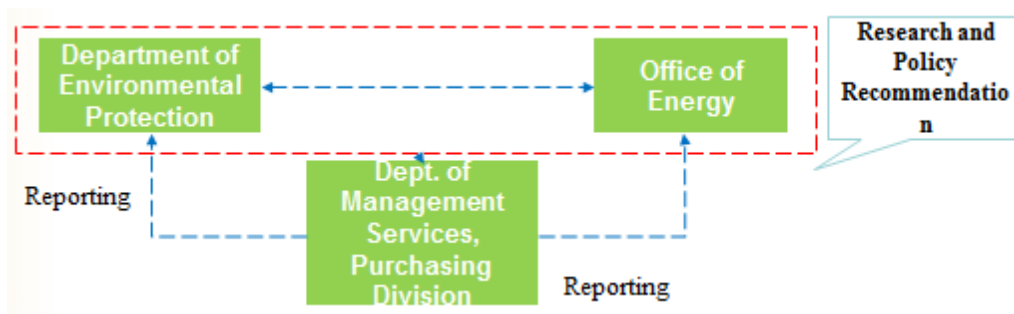 Department of
Environmental
Protection
Office of
Energy
Research and
Policy
Recommendatio
n
Reporting
Dept. of
Management
Services,
Purchasing
Division
Reporting